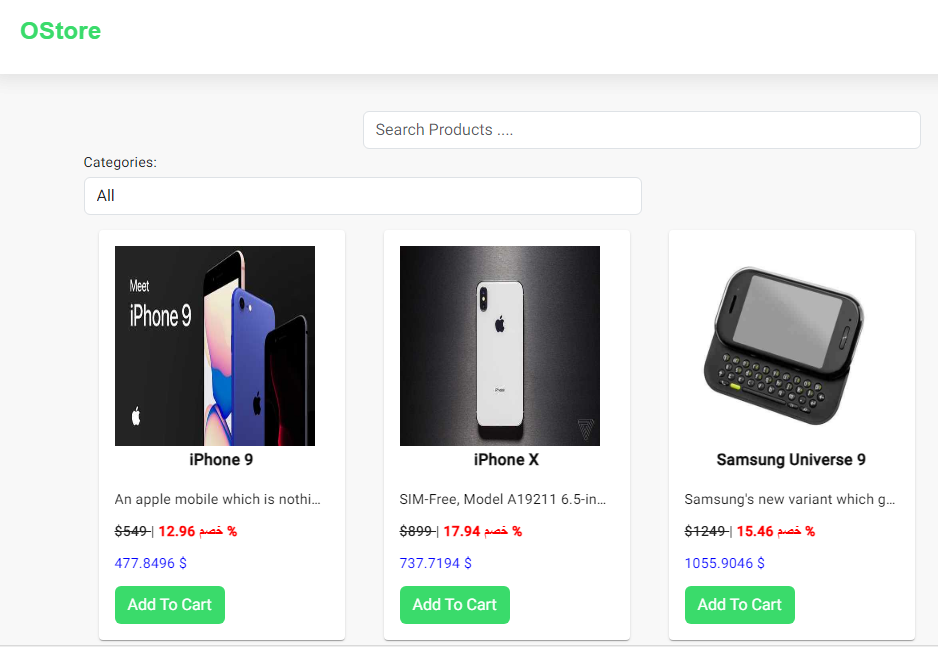 OStore
Search Products ....
Categories:
All
Meet
iPhone 9
iPhone 9
An apple mobile which is nothi...
$549 | 12.96 خصم %
477.8496 $
Add To Cart
iPhone
iPhone X
SIM-Free, Model A19211 6.5-in...
$899 | 17.94 خصم %
737.7194 $
Add To Cart
Samsung Universe 9
Samsung's new variant which g...
$1249 | 15.46 خصم %
1055.9046 $
Add To Cart